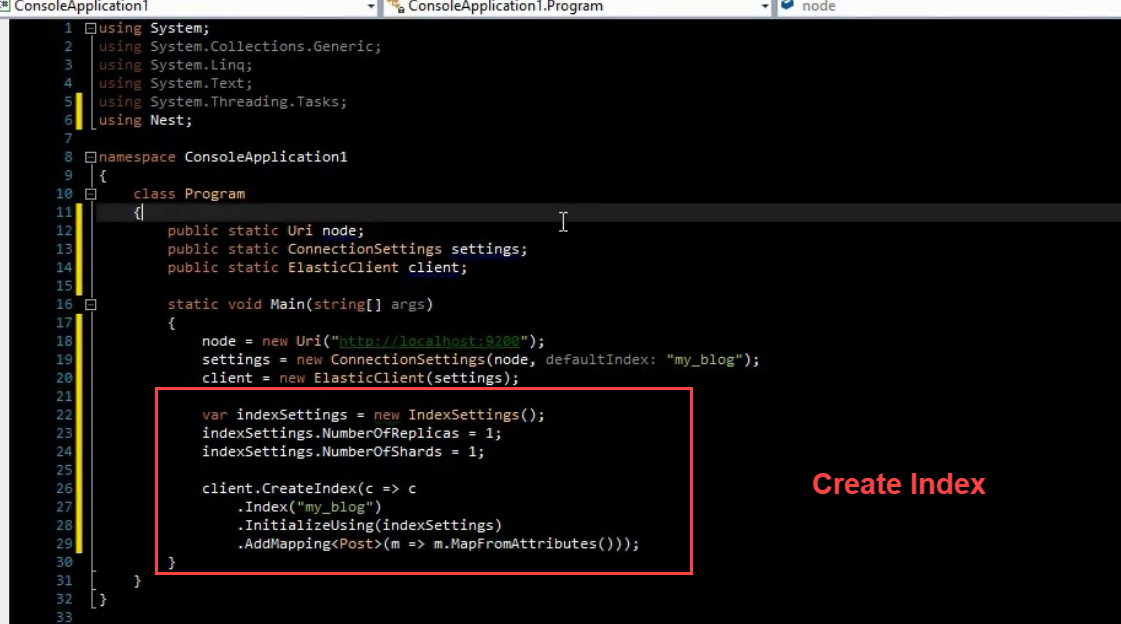 ConsoleApplication1 ConsoleApplication1.Program node
1 using System;
2 using System.Collections.Generic;
3 using System.Linq;
4 using System.Text;
5 using System.Threading.Tasks;
6 using Nest;
7
8 namespace ConsoleApplication1
9 {
10 class Program
11 {
12 public static Uri node;
13 public static ConnectionSettings settings;
14 public static ElasticClient client;
15
16 static void Main(string[] args)
17 {
18 node = new Uri("http://localhost:9200");
19 settings = new ConnectionSettings(node, defaultIndex: "my_blog");
20 client = new ElasticClient(settings);
21
22 var indexSettings = new IndexSettings();
23 indexSettings.NumberOfReplicas = 1;
24 indexSettings.NumberOfShards = 1;
25
26 client.CreateIndex(c => c
27 .Index("my_blog")
28 .InitializeUsing(indexSettings)
29 .AddMapping<Post>(m => m.MapFromAttributes()));
30 }
31 }
32 }
33
Create Index